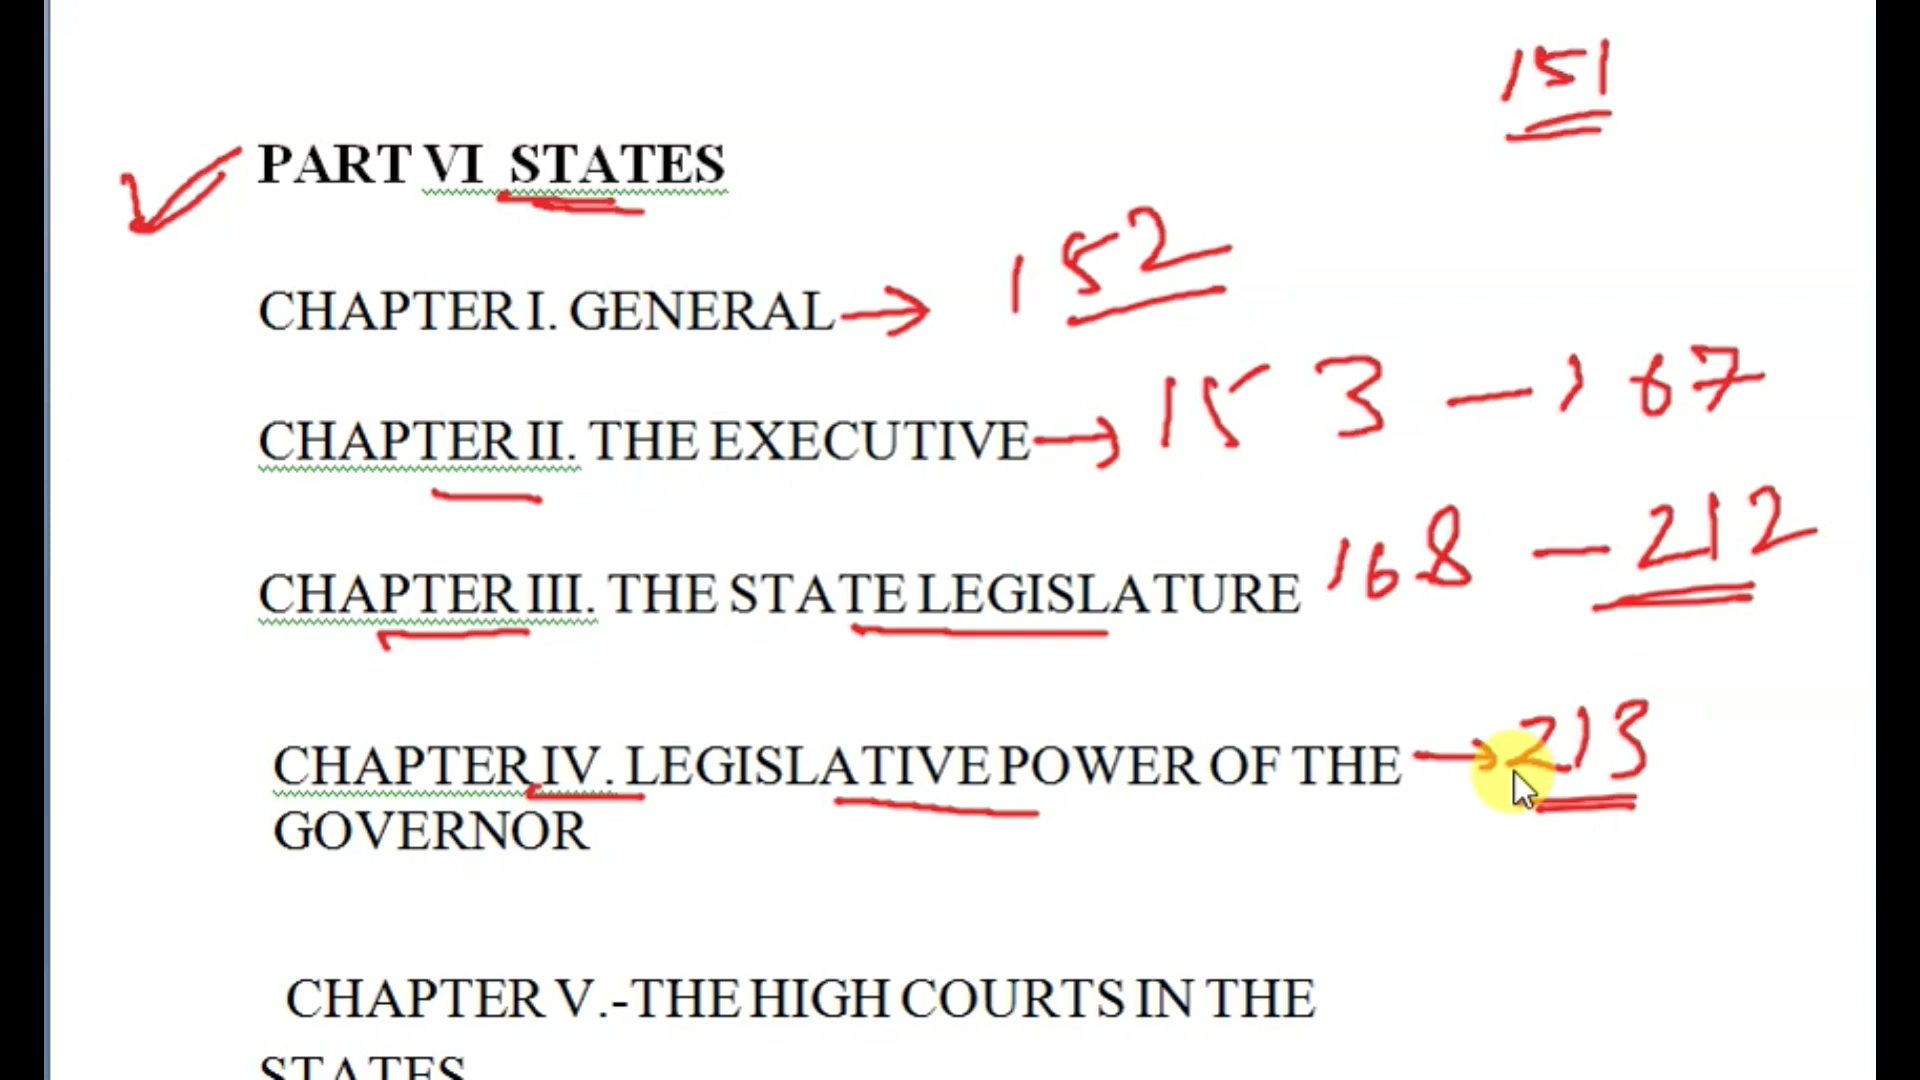 151
PART VI STATES
CHAPTER I. GENERAL → 152
CHAPTER II. THE EXECUTIVE → 153 - 167
CHAPTER III. THE STATE LEGISLATURE 168 - 212
CHAPTER IV. LEGISLATIVE POWER OF THE → 213
GOVERNOR
CHAPTER V.-THE HIGH COURTS IN THE
STATES